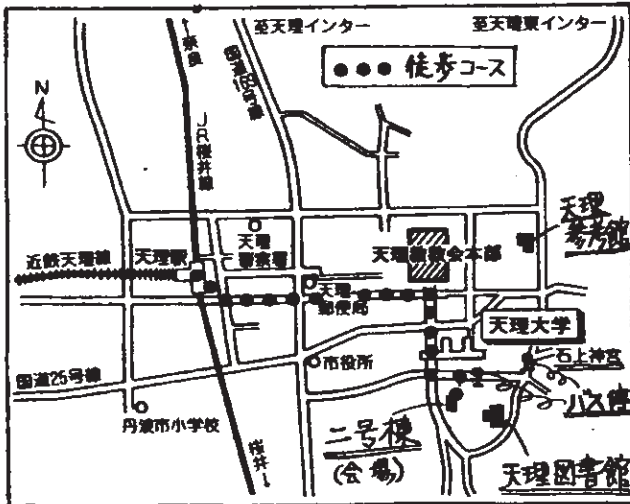 至天理インター
至天理東インター
奈良
国道169号線
●●● 徒歩コース
N
JR桜井線
天理
参考館
天理
警察署
天理教教会本部
近鉄天理線
天理駅
天理
郵便局
天理大学
市役所
石上神宮
国道25号線
バス停
丹波市小学校
二号棟
(会場)
桜井
天理図書館